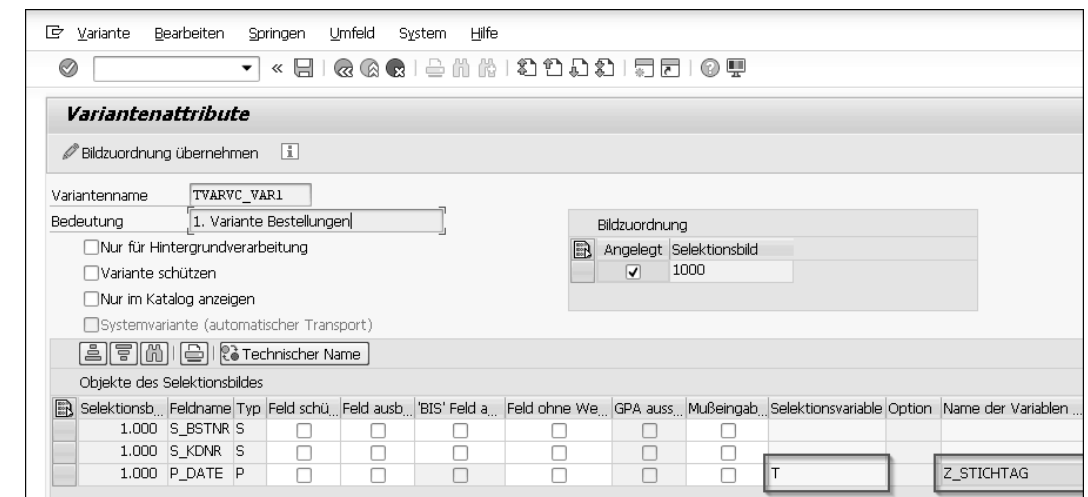 Variante Bearbeiten Springen Umfeld System Hilfe
Variantenattribute
Bildzuordnung übernehmen
Variantenname TVARVC_VAR1
Bedeutung 1. Variante Bestellungen
Nur für Hintergrundverarbeitung
Variante schützen
Nur im Katalog anzeigen
Systemvariante (automatischer Transport)
Bildzuordnung
Angelegt Selektionsbild
1000
Technischer Name
Objekte des Selektionsbildes
Selektionsb... Feldname Typ Feld schü... Feld ausb... 'BIS' Feld a... Feld ohne We... GPA auss... Mußeingab... Selektionsvariable Option Name der Variablen ...
1.000 S_BSTNR S
1.000 S_KDNR S
1.000 P_DATE P T Z_STICHTAG